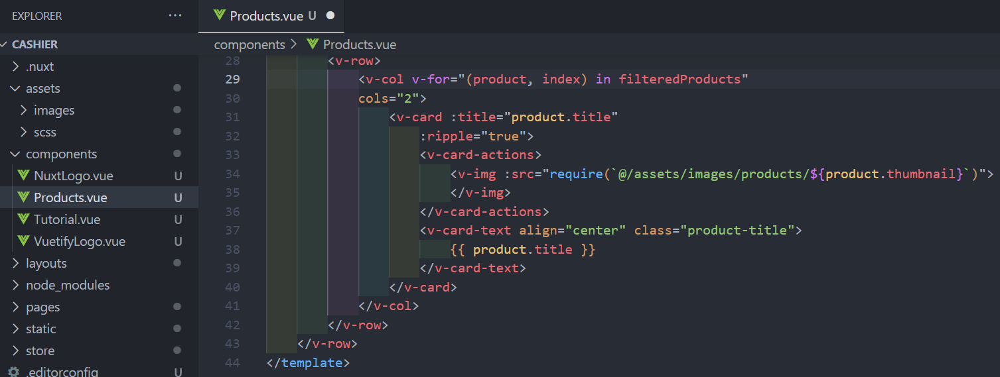 EXPLORER
···
Products.vue U
CASHIER
components > Products.vue
.nuxt
assets
images
scss
components
NuxtLogo.vue U
Products.vue U
Tutorial.vue U
VuetifyLogo.vue U
layouts
node_modules
pages
static
store
.editorconfig U
28 <v-row>
29 <v-col v-for="(product, index) in filteredProducts"
30 cols="2">
31 <v-card :title="product.title"
32 :ripple="true">
33 <v-card-actions>
34 <v-img :src="require(`@/assets/images/products/${product.thumbnail}`)">
35 </v-img>
36 </v-card-actions>
37 <v-card-text align="center" class="product-title">
38 {{ product.title }}
39 </v-card-text>
40 </v-card>
41 </v-col>
42 </v-row>
43 </v-row>
44 </template>